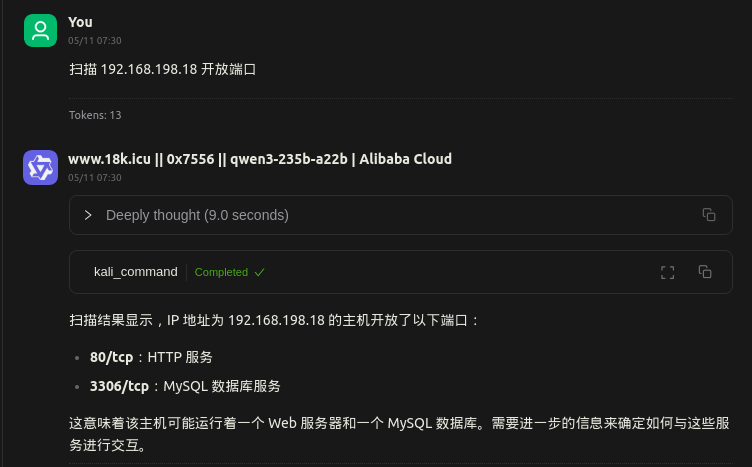 You
05/11 07:30
扫描 192.168.198.18 开放端口
Tokens: 13
www.18k.icu || 0x7556 || qwen3-235b-a22b | Alibaba Cloud
05/11 07:30
Deeply thought (9.0 seconds)
kali_command Completed
扫描结果显示，IP 地址为 192.168.198.18 的主机开放了以下端口：
80/tcp：HTTP 服务
3306/tcp：MySQL 数据库服务
这意味着该主机可能运行着一个 Web 服务器和一个 MySQL 数据库。需要进一步的信息来确定如何与这些服
务进行交互。